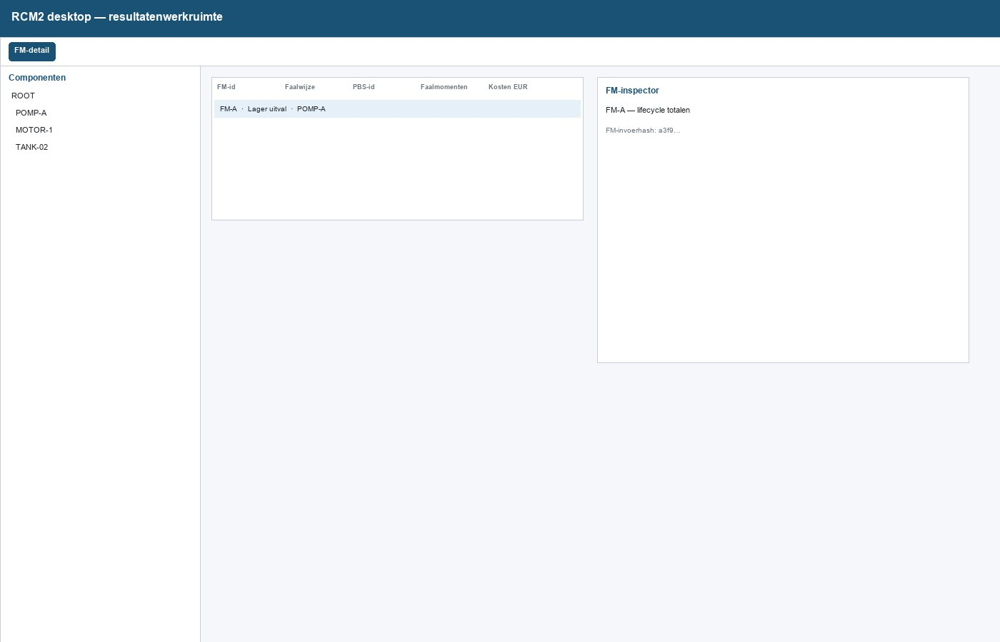 RCM2 desktop — resultatenwerkruimte
FM-detail
Componenten
ROOT
POMP-A
MOTOR-1
TANK-02
FM-id Faalwijze PBS-id Faalmomenten Kosten EUR
FM-A · Lager uitval · POMP-A
FM-inspector
FM-A — lifecycle totalen
FM-invoerhash: a3f9…